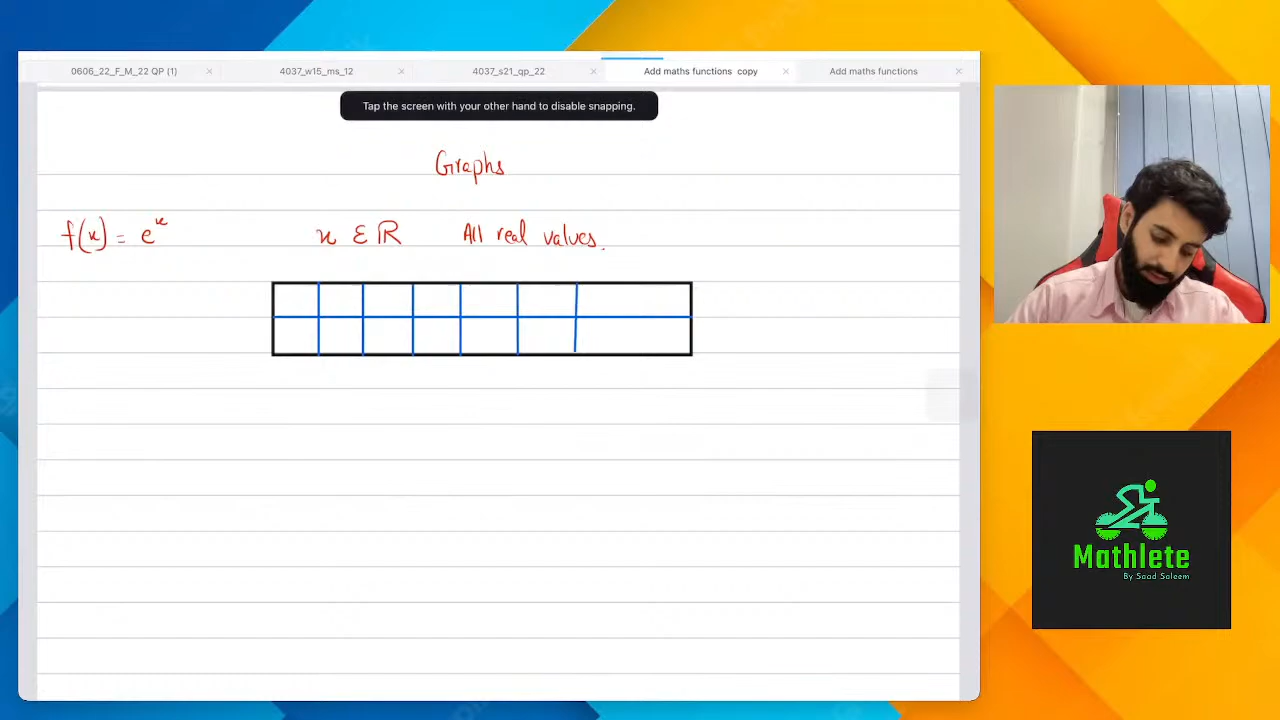 0606_22_F_M_22 QP (1)
4037_w15_ms_12
4037_s21_qp_22
Add maths functions copy
Add maths functions
Tap the screen with your other hand to disable snapping.
Graphs
f(x) = e^x x ε ℝ All real values.
Mathlete
By Saad Saleem